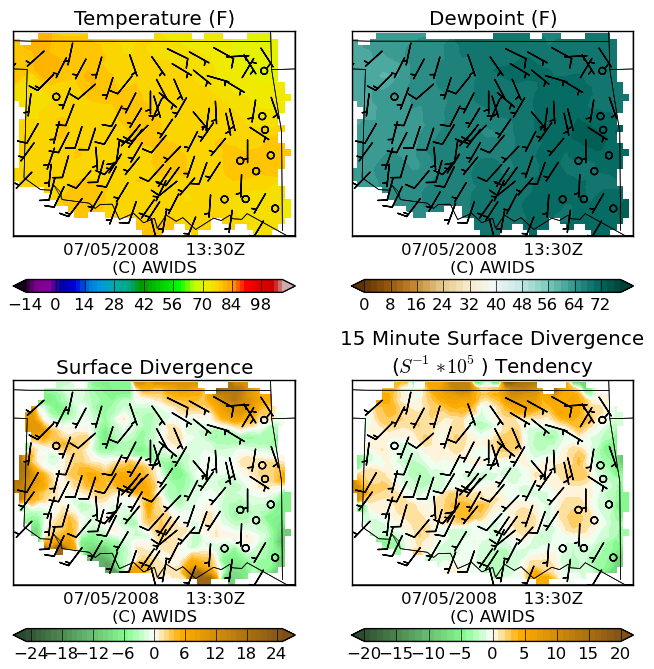 Temperature (F)
Dewpoint (F)
07/05/2008 13:30Z
(C) AWIDS
07/05/2008 13:30Z
(C) AWIDS
−14 0 14 28 42 56 70 84 98
0 8 16 24 32 40 48 56 64 72
Surface Divergence
15 Minute Surface Divergence
(S⁻¹ *10⁵ ) Tendency
07/05/2008 13:30Z
(C) AWIDS
07/05/2008 13:30Z
(C) AWIDS
−24 −18 −12 −6 0 6 12 18 24
−20 −15 −10 −5 0 5 10 15 20